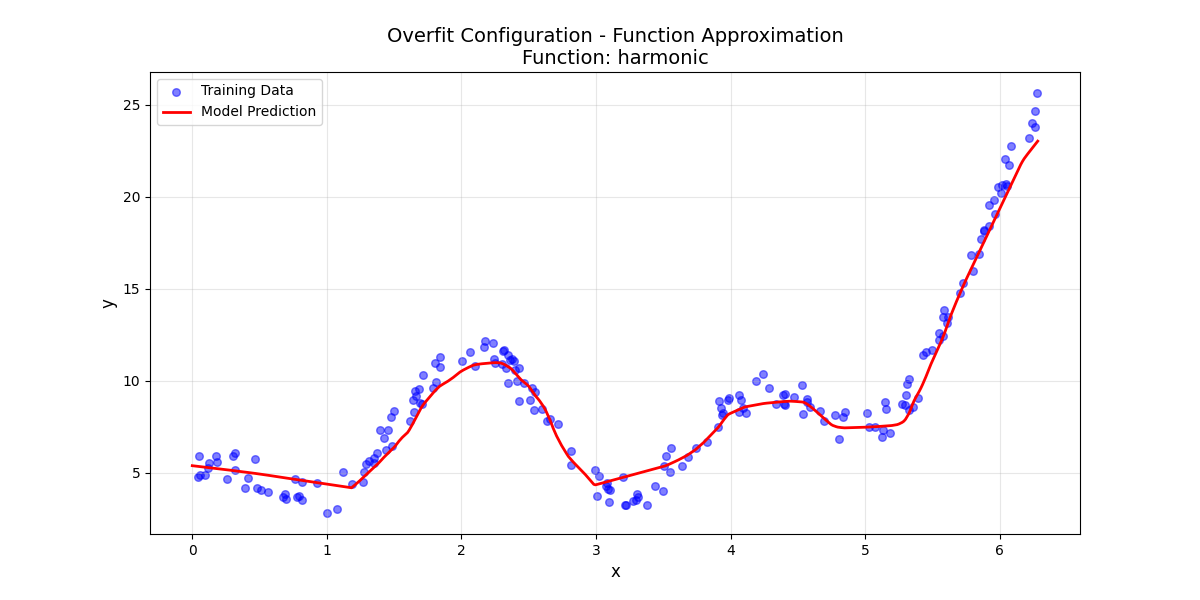 Overfit Configuration - Function Approximation
Function: harmonic
Training Data
Model Prediction
25
20
15
10
5
y
0 1 2 3 4 5 6
x